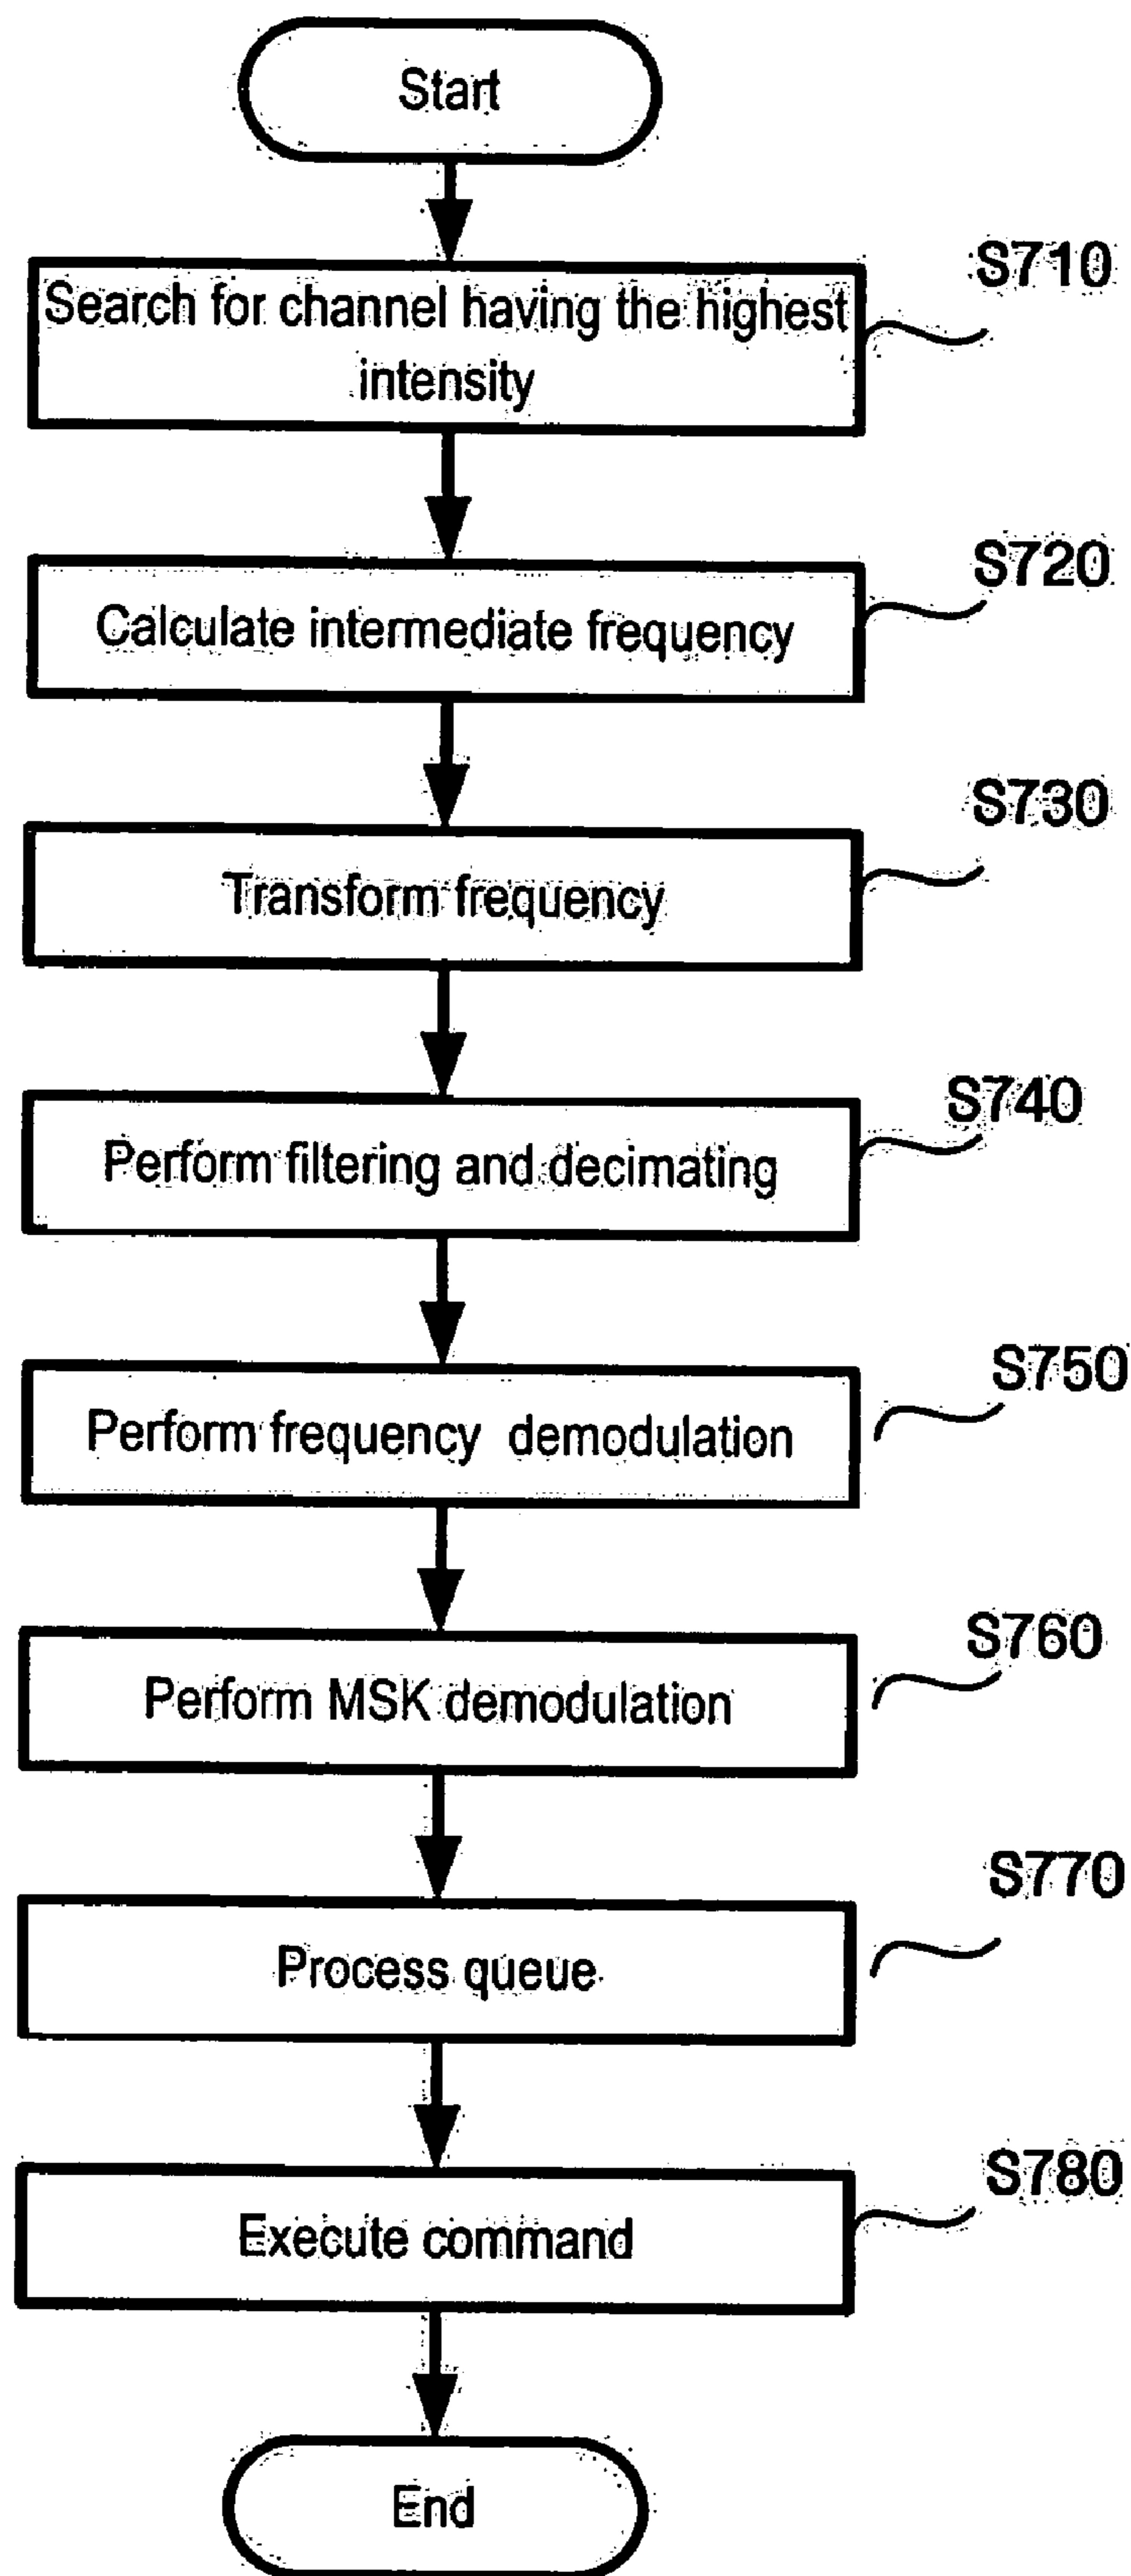 Start
S710
Search for channel having the highest
intensity
S720
Calculate intermediate frequency
S730
Transform frequency
S740
Perform filtering and decimating
S750
Perform frequency demodulation
S760
Perform MSK demodulation
S770
Process queue
S780
Execute command
End